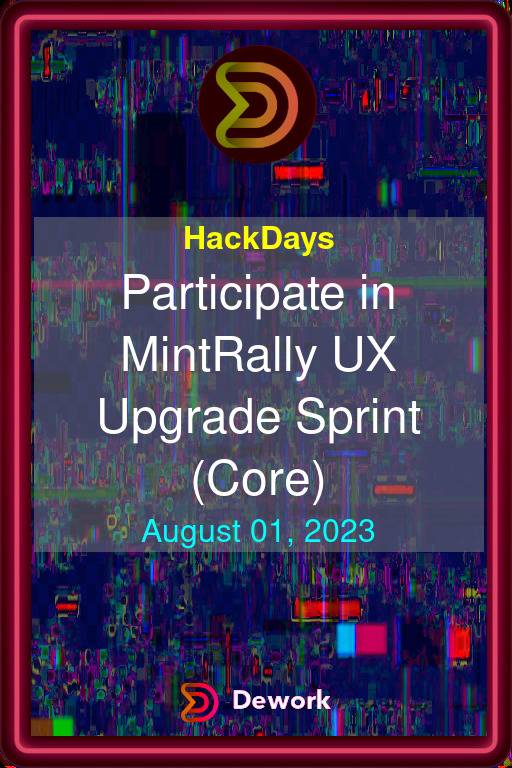 HackDays
Participate in
MintRally UX
Upgrade Sprint
(Core)
August 01, 2023
Dework